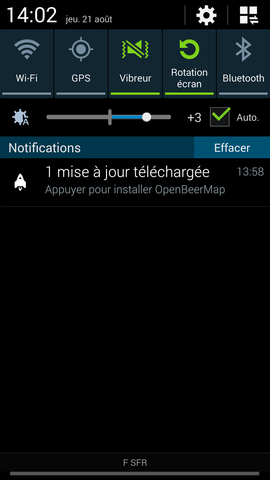 14:02 jeu. 21 août
Wi-Fi GPS Vibreur Rotation écran Bluetooth
+3 Auto.
Notifications Effacer
1 mise à jour téléchargée 13:58
Appuyer pour installer OpenBeerMap
F SFR